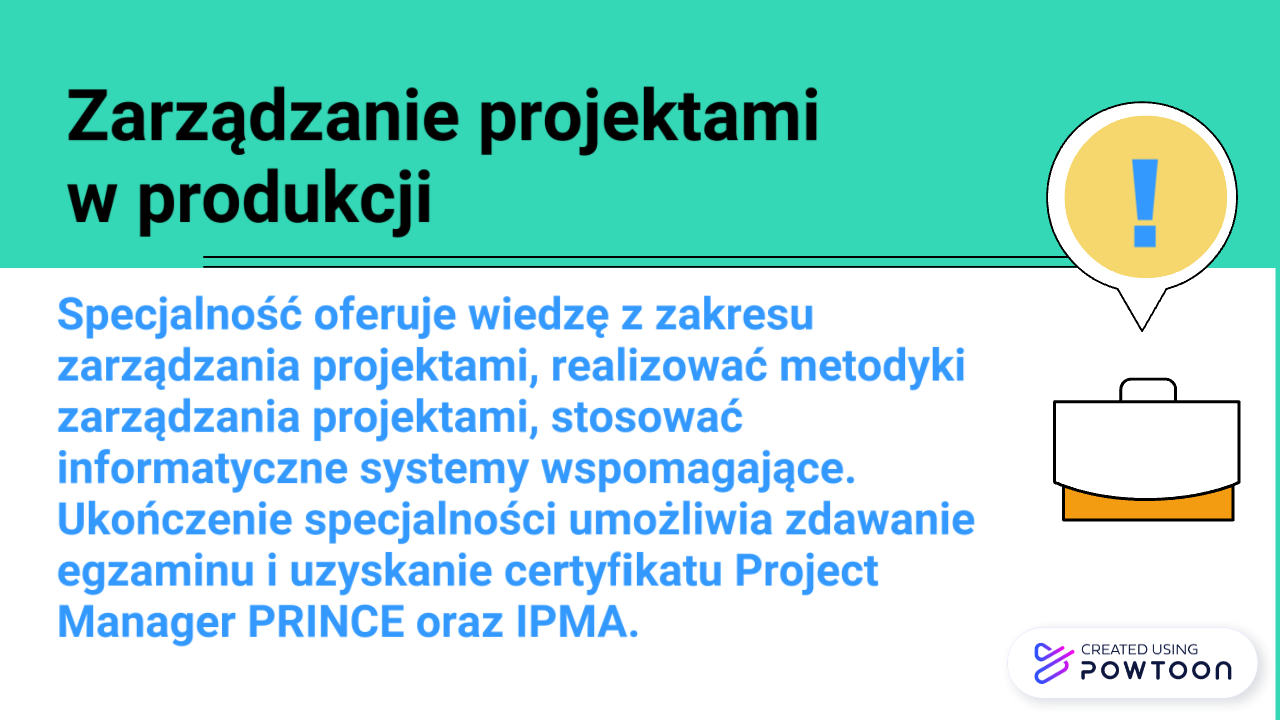 Zarządzanie projektami
w produkcji
!
Specjalność oferuje wiedzę z zakresu
zarządzania projektami, realizować metodyki
zarządzania projektami, stosować
informatyczne systemy wspomagające.
Ukończenie specjalności umożliwia zdawanie
egzaminu i uzyskanie certyfikatu Project
Manager PRINCE oraz IPMA.
CREATED USING
POWTOON